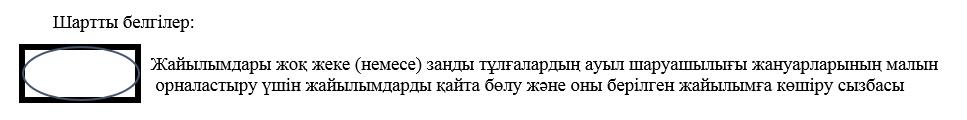 Шартты белгілер:
Жайылымдары жоқ жеке (немесе) заңды тұлғалардың ауыл шаруашылығы жануарларының малын
орналастыру үшін жайылымдарды қайта бөлу және оны берілген жайылымға көшіру сызбасы